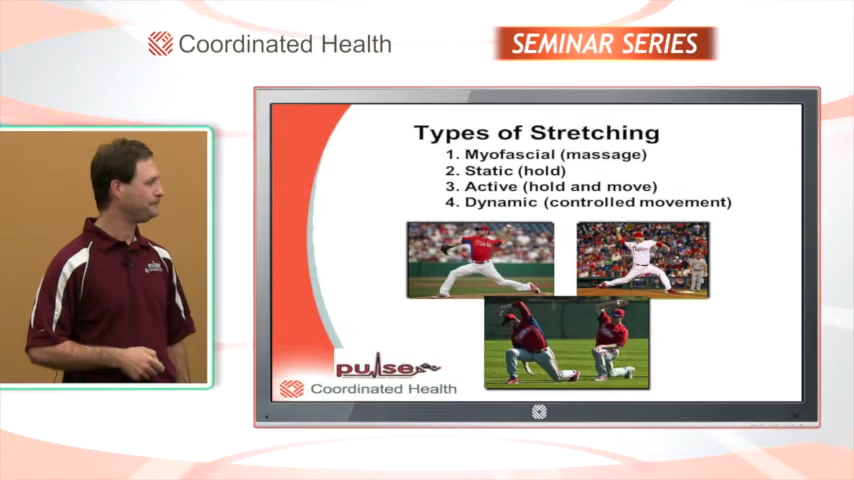 Coordinated Health
SEMINAR SERIES
Types of Stretching
1. Myofascial (massage)
2. Static (hold)
3. Active (hold and move)
4. Dynamic (controlled movement)
pulse
Coordinated Health